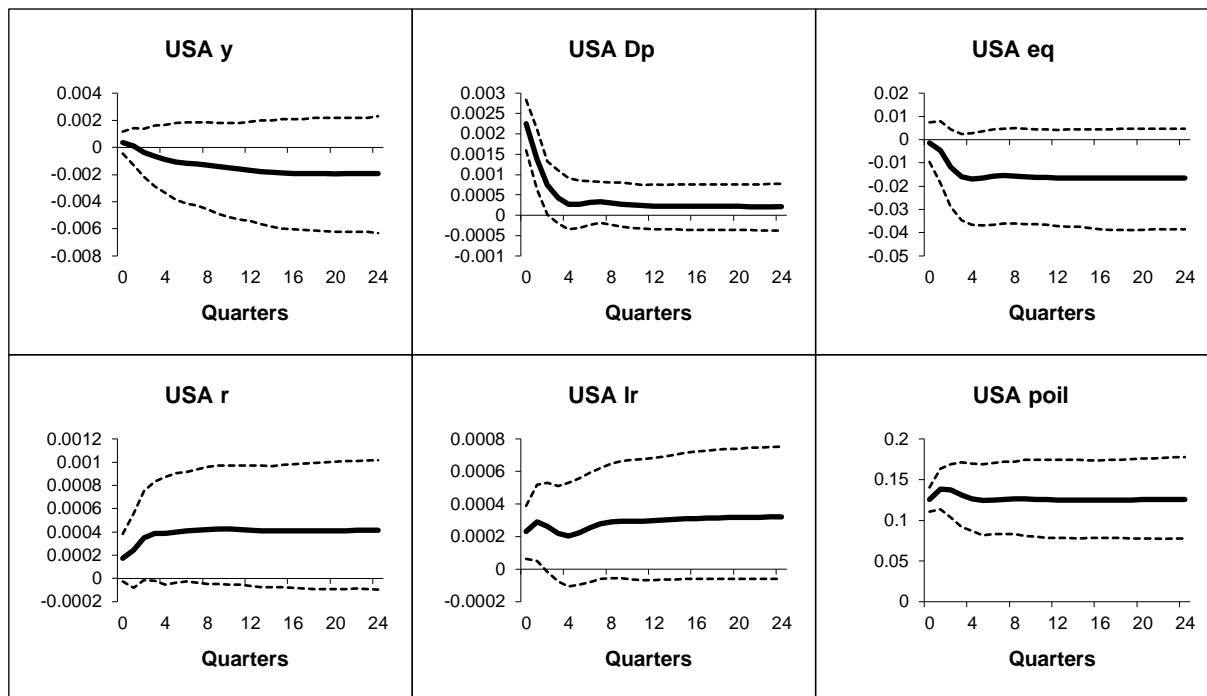 USA y
0.004
0.002
0
-0.002
-0.004
-0.006
-0.008
0 4 8 12 16 20 24
Quarters
USA Dp
0.003
0.0025
0.002
0.0015
0.001
0.0005
0
-0.0005
-0.001
0 4 8 12 16 20 24
Quarters
USA eq
0.02
0.01
0
-0.01
-0.02
-0.03
-0.04
-0.05
0 4 8 12 16 20 24
Quarters
USA r
0.0012
0.001
0.0008
0.0006
0.0004
0.0002
0
-0.0002
0 4 8 12 16 20 24
Quarters
USA lr
0.0008
0.0006
0.0004
0.0002
0
-0.0002
0 4 8 12 16 20 24
Quarters
USA poil
0.2
0.15
0.1
0.05
0
0 4 8 12 16 20 24
Quarters